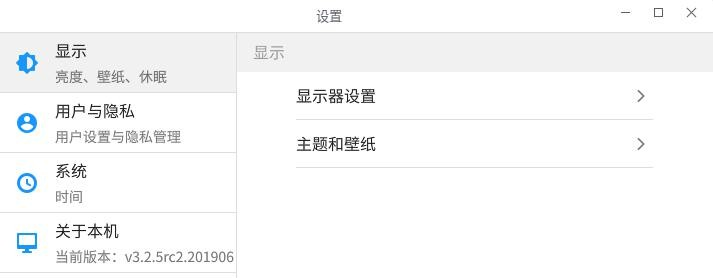 设置
显示
亮度、壁纸、休眠
用户与隐私
用户设置与隐私管理
系统
时间
关于本机
当前版本：v3.2.5rc2.201906
显示
显示器设置
主题和壁纸